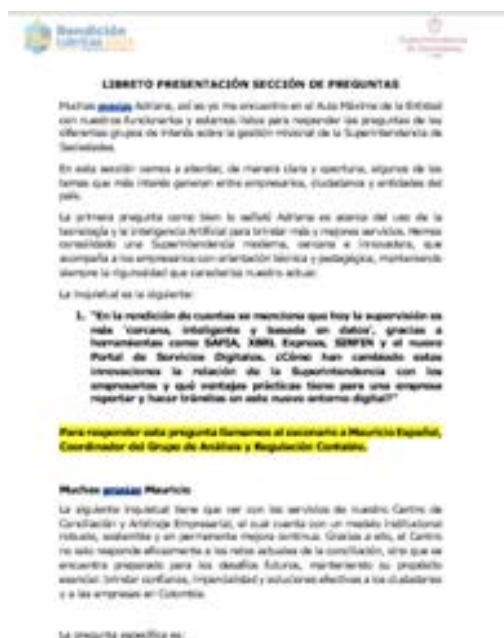 Rendición
cuentas
Superintendencia
de Sociedades
LIBRETO PRESENTACIÓN SECCIÓN DE PREGUNTAS
Muchas gracias Adriana, así es yo me encuentro en el Aula Máxima de la Entidad
con nuestros funcionarios y estamos listos para responder las preguntas de los
diferentes grupos de interés sobre la gestión misional de la Superintendencia de
Sociedades.
En esta sección vamos a abordar, de manera clara y oportuna, algunos de los
temas que más interés generan entre empresarios, ciudadanos y entidades del
país.
La primera pregunta como bien lo señaló Adriana es acerca del uso de la
tecnología y la inteligencia Artificial para brindar más y mejores servicios. Hemos
consolidado una Superintendencia moderna, cercana e innovadora, que
acompaña a los empresarios con orientación técnica y pedagógica, manteniendo
siempre la rigurosidad que caracteriza nuestro actuar.
La inquietud es la siguiente:
1. "En la rendición de cuentas se menciona que hoy la supervisión es
más 'cercana, inteligente y basada en datos', gracias a
herramientas como SAFIA, XBRL Express, SIRFIN y el nuevo
Portal de Servicios Digitales. ¿Cómo han cambiado estas
innovaciones la relación de la Superintendencia con los
empresarios y qué ventajas prácticas tiene para una empresa
reportar y hacer trámites en este nuevo entorno digital?"
Para responder esta pregunta llamamos al escenario a Mauricio Español,
Coordinador del Grupo de Análisis y Regulación Contable.
Muchas gracias Mauricio
La siguiente inquietud tiene que ver con los servicios de nuestro Centro de
Conciliación y Arbitraje Empresarial, el cual cuenta con un modelo institucional
robusto, sostenible y en permanente mejora continua. Gracias a ello, el Centro
no solo responde eficazmente a los retos actuales de la conciliación, sino que se
encuentra preparado para los desafíos futuros, manteniendo su propósito
esencial: brindar confianza, imparcialidad y soluciones efectivas a los ciudadanos
y a las empresas en Colombia.
La pregunta específica es: